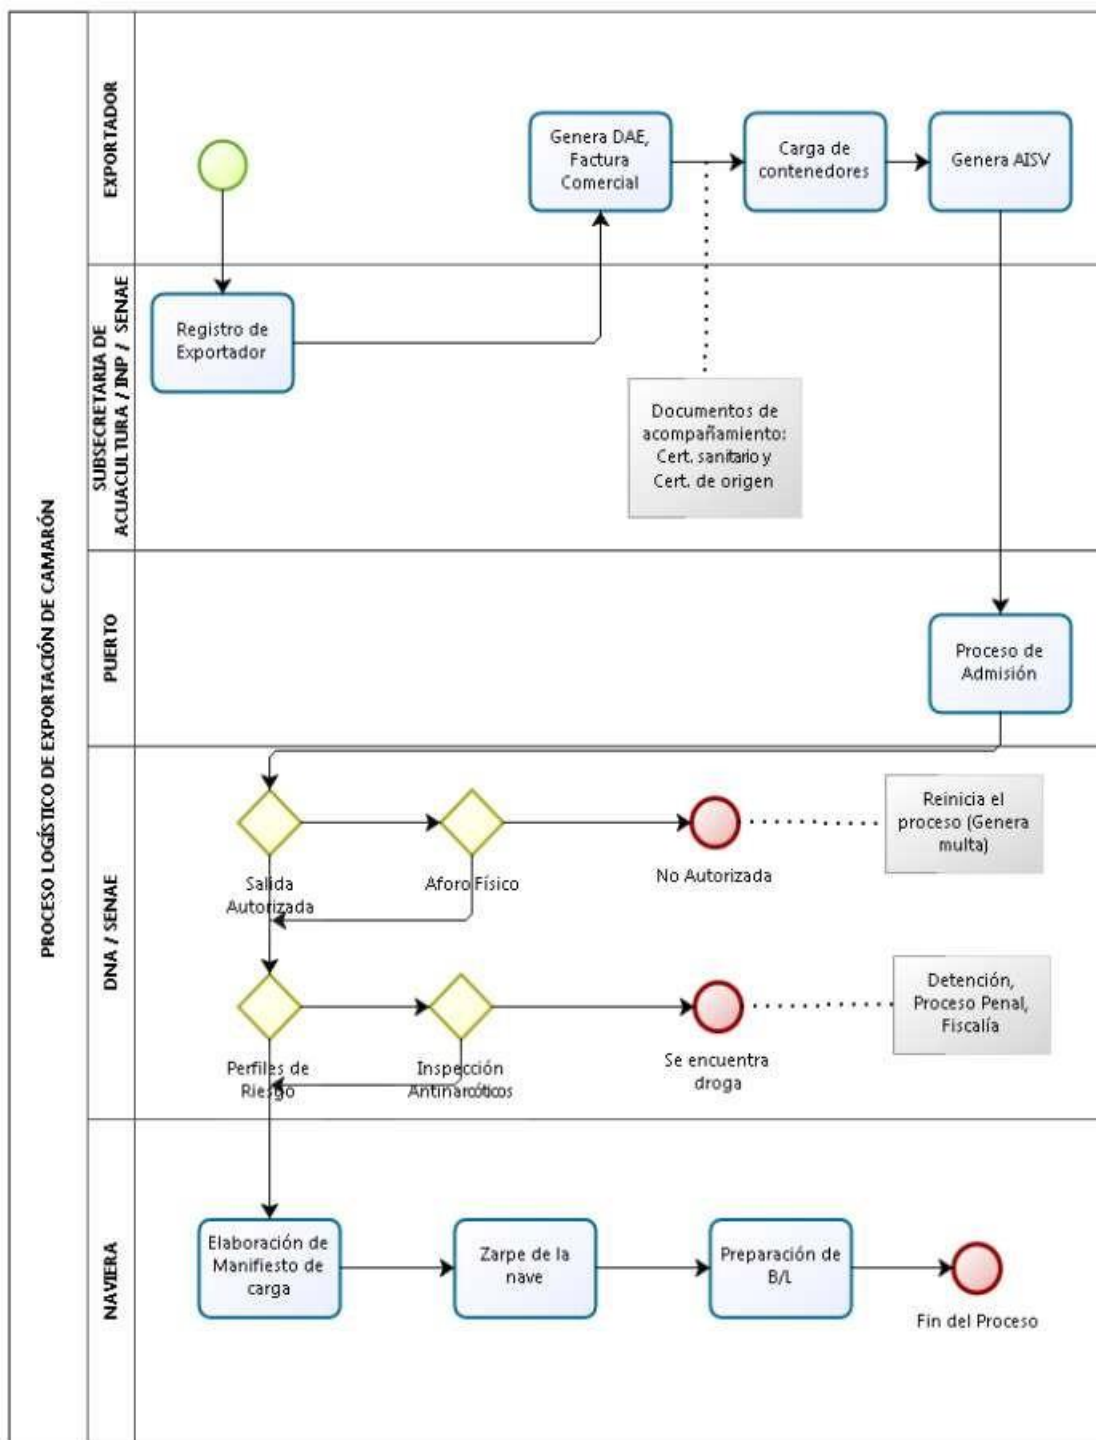 PROCESO LOGÍSTICO DE EXPORTACIÓN DE CAMARÓN
EXPORTADOR
Genera DAE,
Factura
Comercial
Carga de
contenedores
Genera AISV
SUBSECRETARIA DE
ACUACULTURA / INP / SENAE
Registro de
Exportador
Documentos de
acompañamiento:
Cert. sanitario y
Cert. de origen
PUERTO
Proceso de
Admisión
DNA / SENAE
Salida
Autorizada
Aforo Físico
No Autorizada
Reinicia el
proceso (Genera
multa)
Perfiles de
Riesgo
Inspección
Antinarcóticos
Se encuentra
droga
Detención,
Proceso Penal,
Fiscalía
NAVIERA
Elaboración de
Manifiesto de
carga
Zarpe de la
nave
Preparación de
B/L
Fin del Proceso